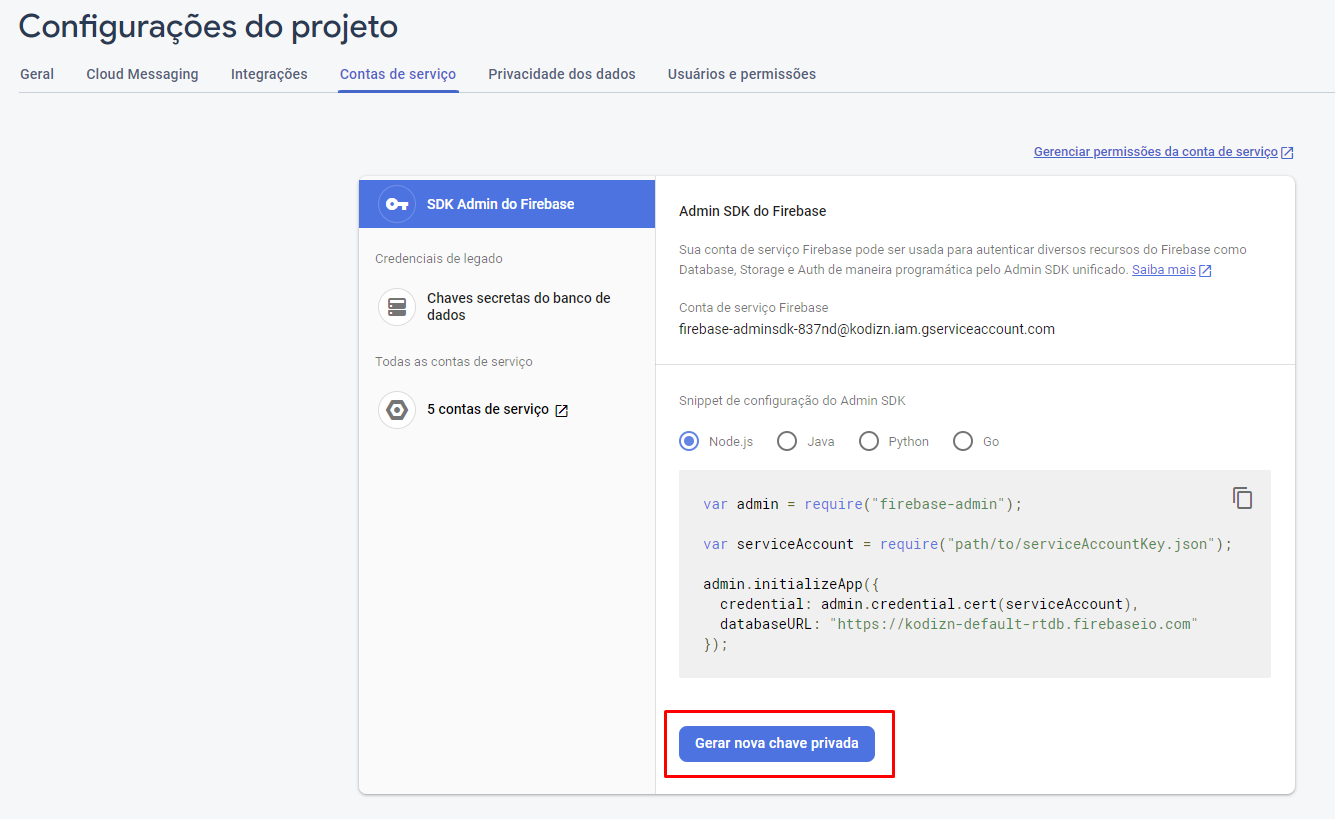 Configurações do projeto
Geral Cloud Messaging Integrações Contas de serviço Privacidade dos dados Usuários e permissões
Gerenciar permissões da conta de serviço
SDK Admin do Firebase
Credenciais de legado
Chaves secretas do banco de
dados
Todas as contas de serviço
5 contas de serviço
Admin SDK do Firebase
Sua conta de serviço Firebase pode ser usada para autenticar diversos recursos do Firebase como
Database, Storage e Auth de maneira programática pelo Admin SDK unificado. Saiba mais
Conta de serviço Firebase
firebase-adminsdk-837nd@kodizn.iam.gserviceaccount.com
Snippet de configuração do Admin SDK
Node.js Java Python Go
var admin = require("firebase-admin");
var serviceAccount = require("path/to/serviceAccountKey.json");
admin.initializeApp({
  credential: admin.credential.cert(serviceAccount),
  databaseURL: "https://kodizn-default-rtdb.firebaseio.com"
});
Gerar nova chave privada